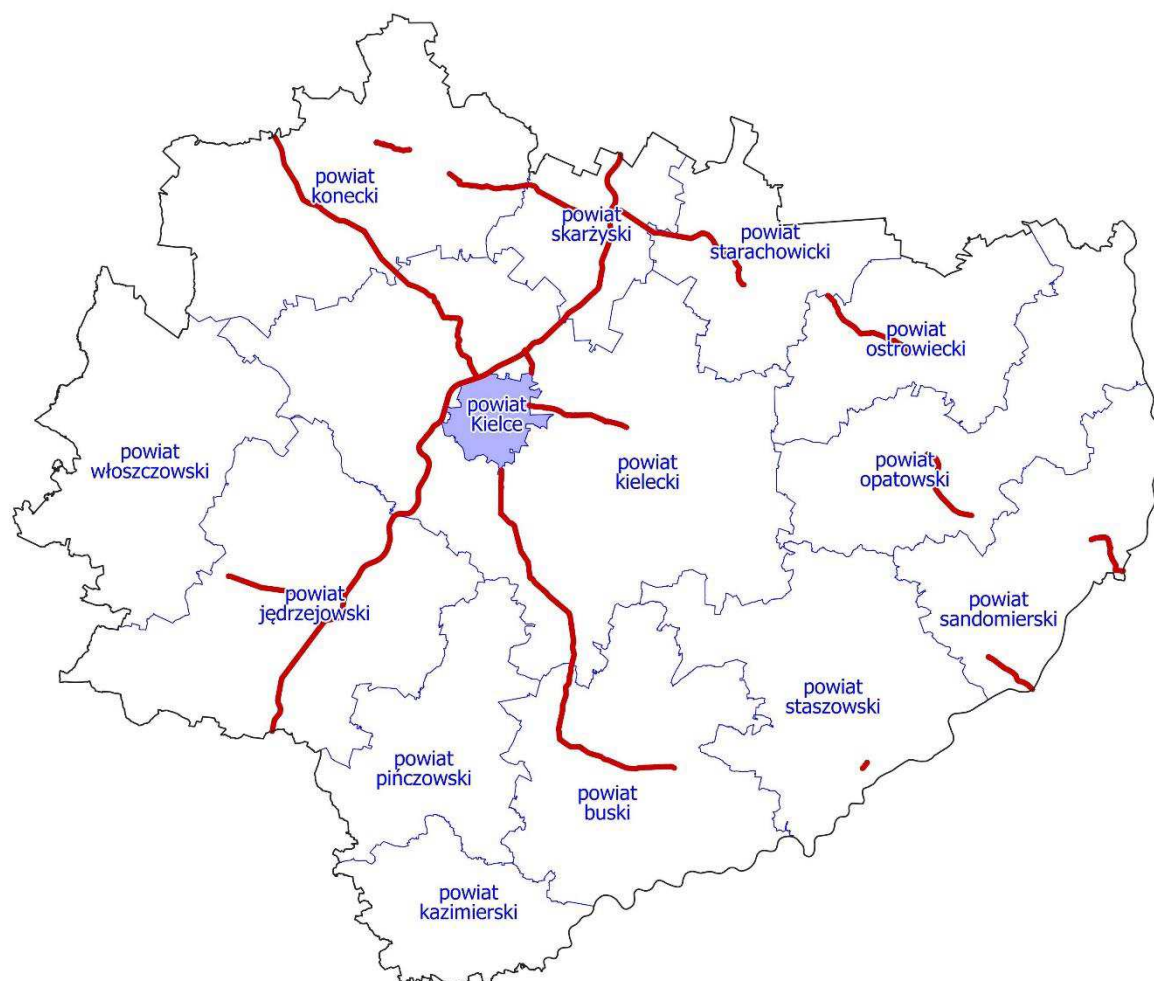 powiat
konecki
powiat
skarżyski
powiat
starachowicki
powiat
ostrowiecki
powiat
Kielce
powiat
włoszczowski
powiat
kielecki
powiat
opatowski
powiat
jędrzejowski
powiat
sandomierski
powiat
staszowski
powiat
pińczowski
powiat
buski
powiat
kazimierski